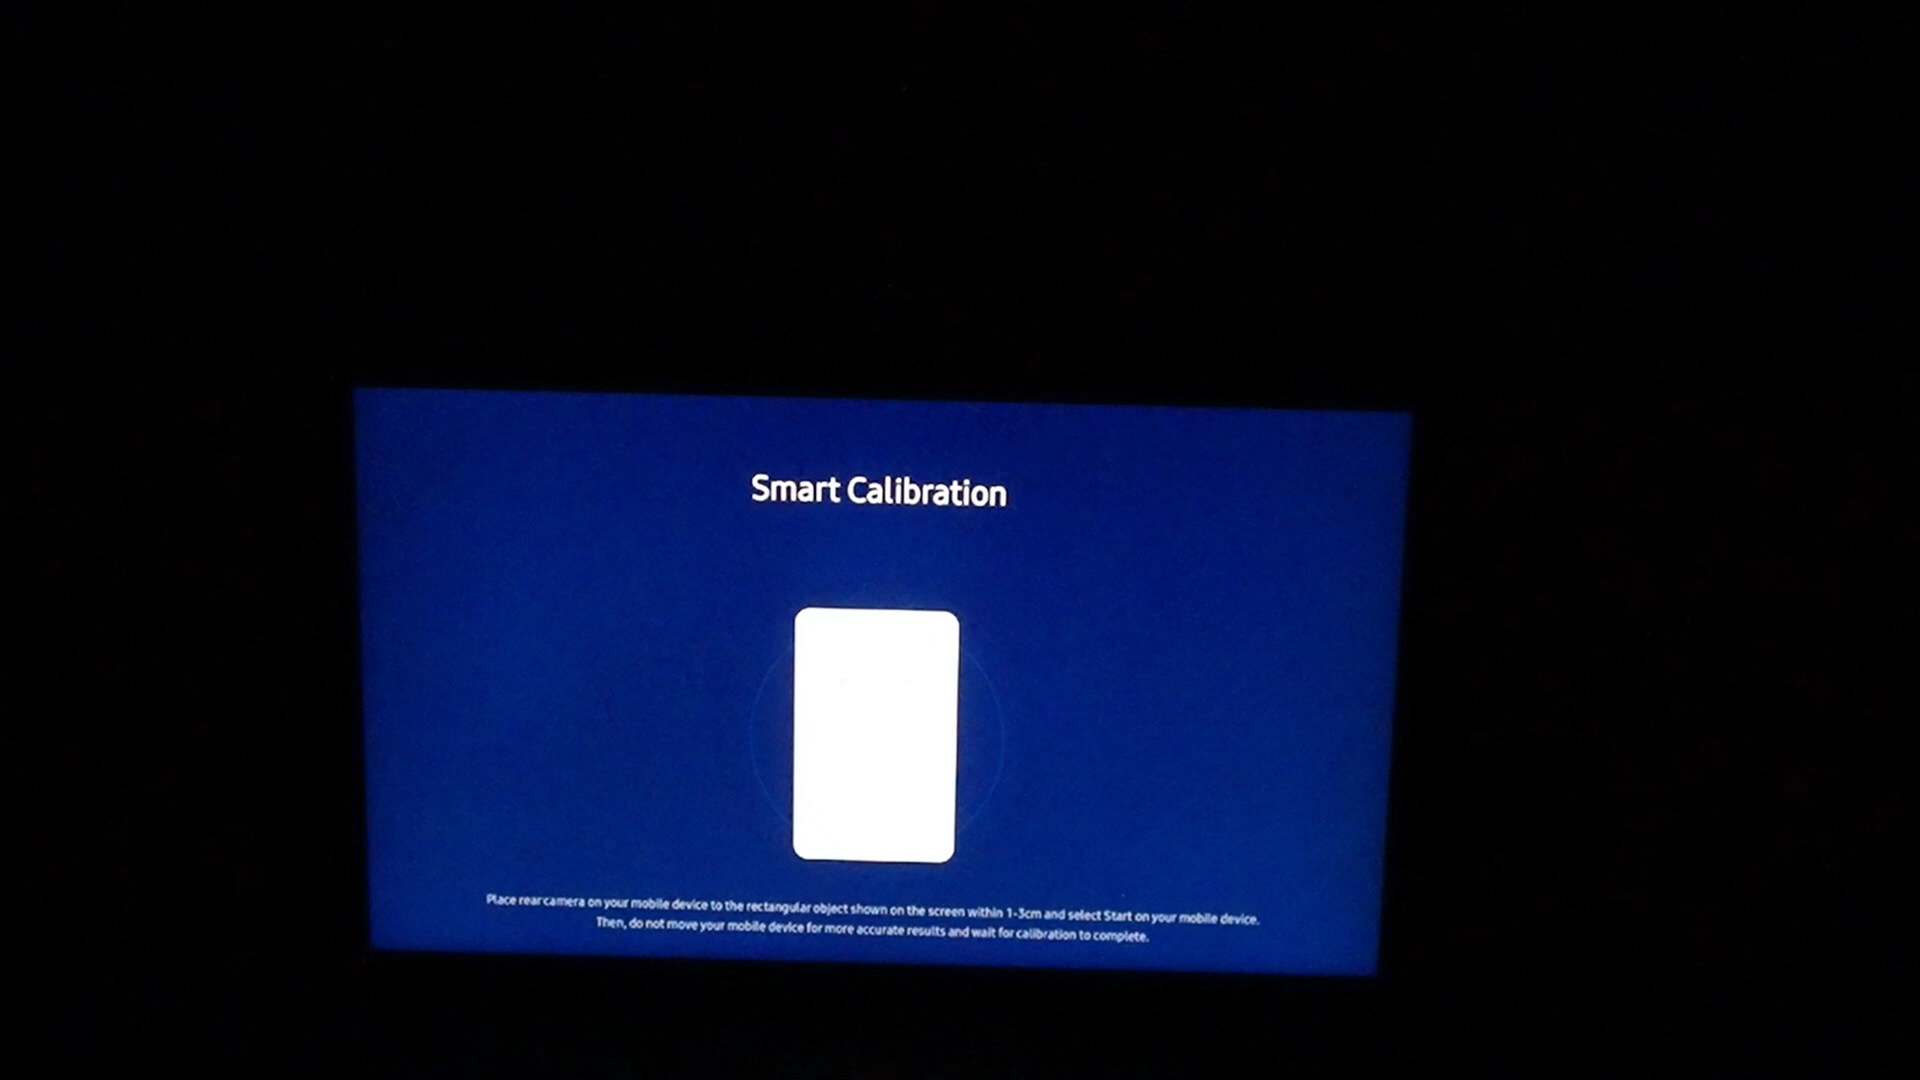 Smart Calibration
Place rear camera on your mobile device to the rectangular object shown on the screen within 1-3cm and select Start on your mobile device.
Then, do not move your mobile device for more accurate results and wait for calibration to complete.